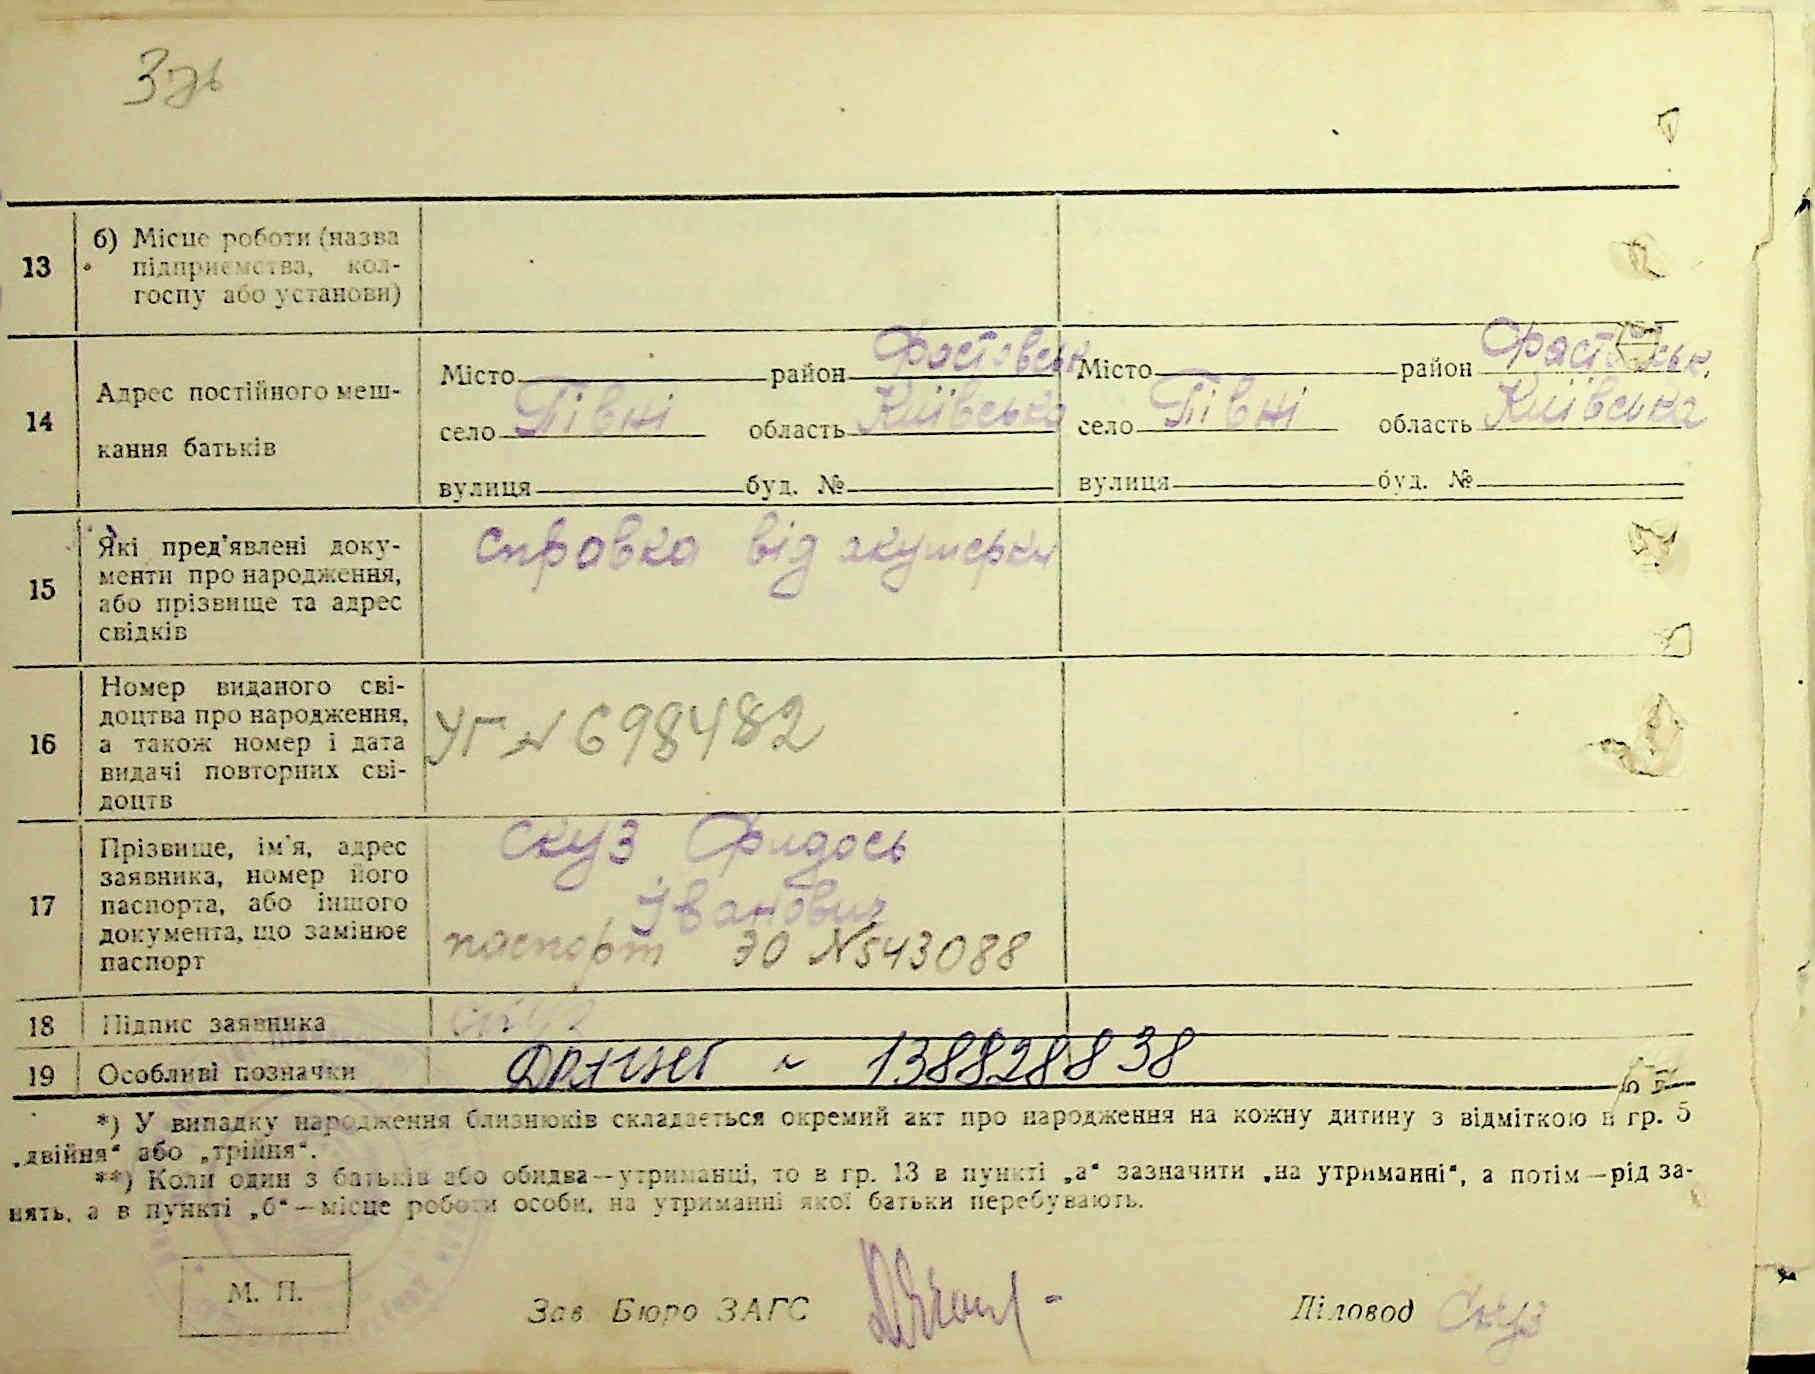 13
б) Місце роботи (назва
підприємства, кол-
госпу або установи)
14
Адрес постійного меш-
кання батьків
Місто район Фастовськ
село Півні область Київська
вулиця буд. №
Місто район Фастовськ.
село Півні область Київська
вулиця буд. №
15
Які пред'явлені доку-
менти про народження,
або прізвище та адрес
свідків
справка від акушерки
16
Номер виданого сві-
доцтва про народження,
а також номер і дата
видачі повторних сві-
доцтв
УГ № 698482
17
Прізвище, ім'я, адрес
заявника, номер його
паспорта, або іншого
документа, що замінює
паспорт
Скуз Филдось
Іванович
паспорт ЭО № 543088
18 Підпис заявника
19 Особливі позначки 138828838
*) У випадку народження близнюків складається окремий акт про народження на кожну дитину з відміткою в гр. 5
„двійня“ або „трійня“.
**) Коли один з батьків або обидва—утриманці, то в гр. 13 в пункті „а“ зазначити „на утриманні“, а потім—рід за-
нять, а в пункті „б“—місце роботи особи, на утриманні якої батьки перебувають.
М. П.
Зав Бюро ЗАГС
Діловод Скуз